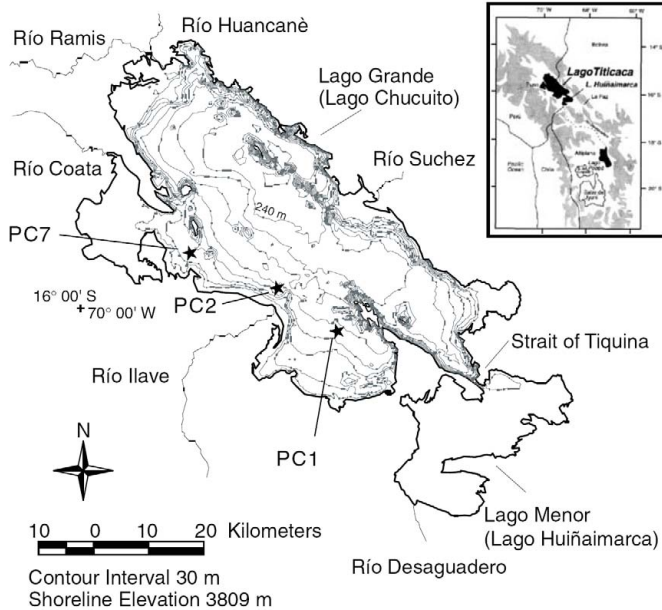 Río Huancanè
Río Ramis
Lago Grande
(Lago Chucuito)
Río Coata
Río Suchez
240 m
PC7
16° 00' S
70° 00' W
PC2
Strait of Tiquina
Río Ilave
PC1
N
Lago Menor
(Lago Huiñaimarca)
10 0 10 20 Kilometers
Río Desaguadero
Contour Interval 30 m
Shoreline Elevation 3809 m
Lago Titicaca
L. Huiñaimarca
La Paz
Perú
Pacific
Ocean
Chile
Altiplano
Bolivia